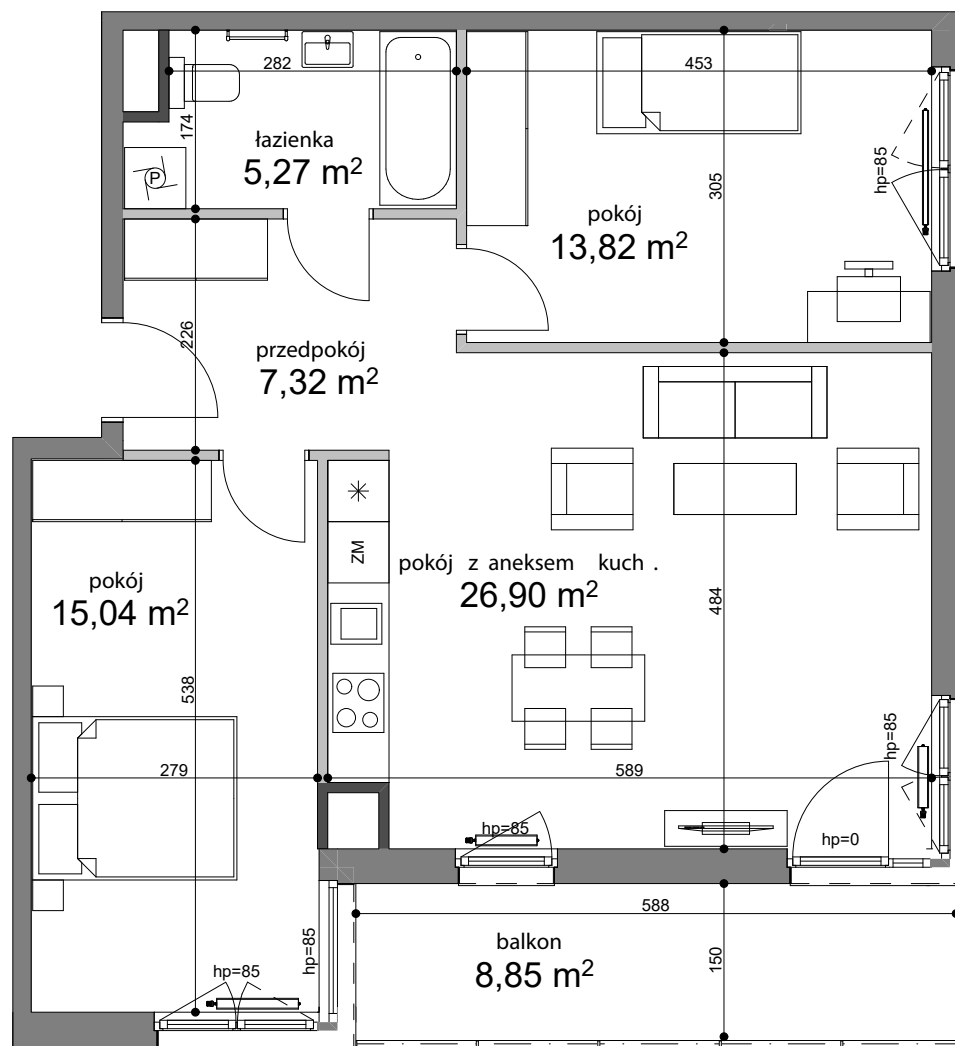 282
453
174
łazienka
5,27 m²
P
305
hp=85
pokój
13,82 m²
226
przedpokój
7,32 m²
ZM
pokój z aneksem kuch .
26,90 m²
484
pokój
15,04 m²
538
hp=85
279
589
hp=85
hp=0
588
balkon
8,85 m²
150
hp=85
hp=85